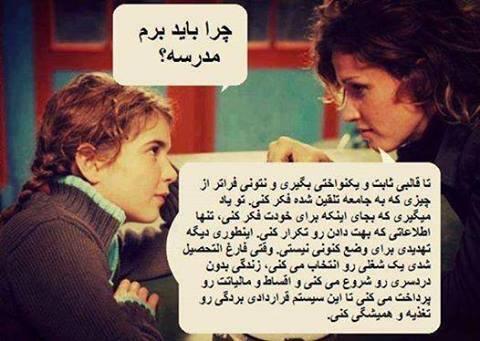 چرا باید برم
مدرسه؟
تا قالبی ثابت و یکنواختی بگیری و نتونی فراتر از
چیزی که به جامعه تلقین شده فکر کنی. تو یاد
میگیری که بجای اینکه برای خودت فکر کنی، تنها
اطلاعاتی که بهت دادن رو تکرار کنی. اینطوری دیگه
تهدیدی برای وضع کنونی نیستی. وقتی فارغ التحصیل
شدی یک شغلی رو انتخاب می کنی، زندگی بدون
دردسری رو شروع می کنی و اقساط و مالیاتت رو
پرداخت می کنی تا این سیستم قراردادی بردگی رو
تغذیه و همیشگی کنی.